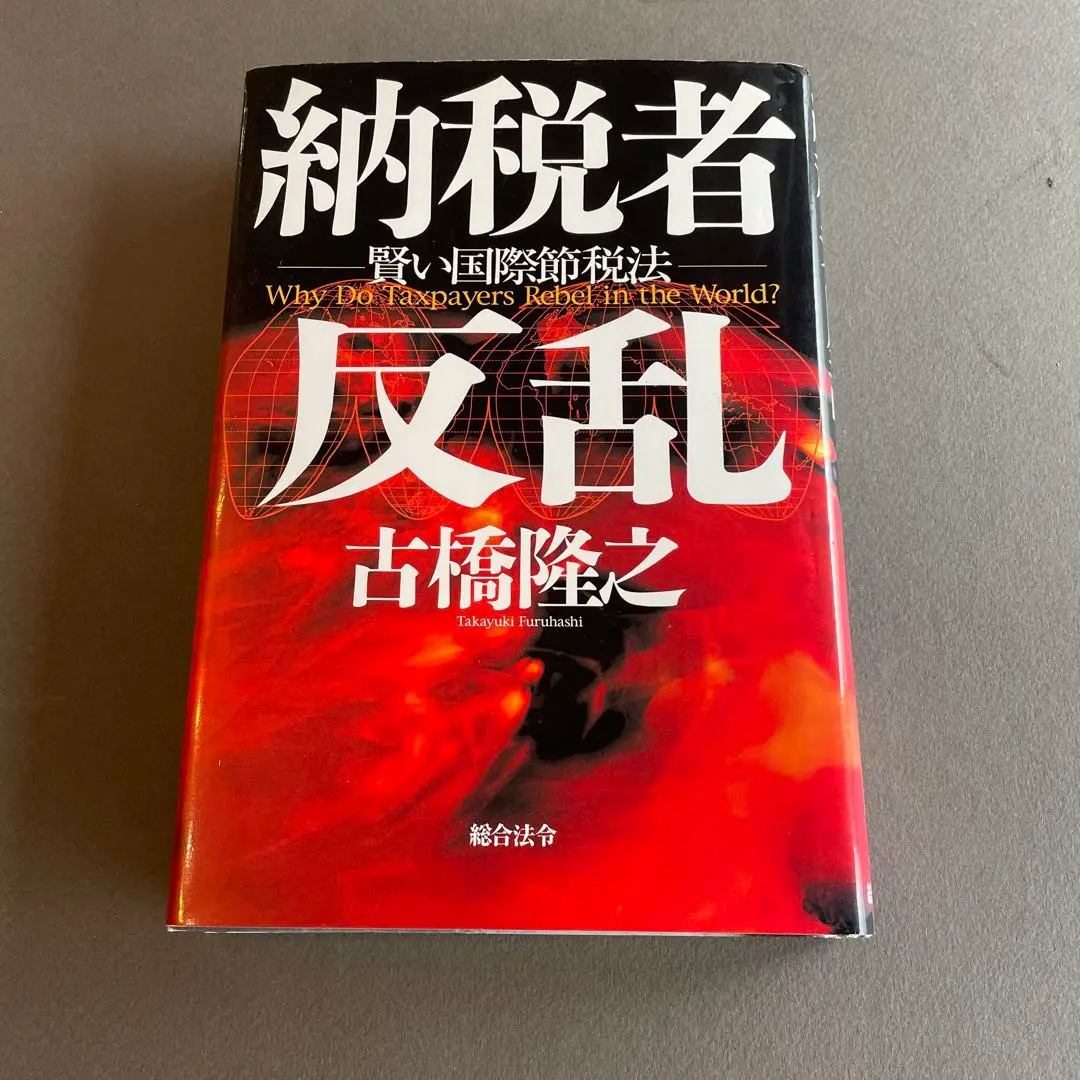 納税者
賢い国際節税法
Why Do Taxpayers Rebel in the World?
反乱
古橋隆之
Takayuki Furuhashi
総合法令